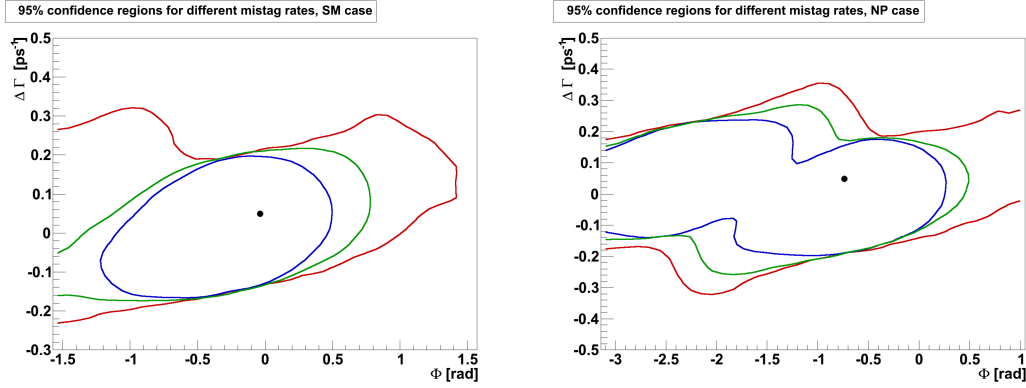 95% confidence regions for different mistag rates, SM case
ΔΓ [ps⁻¹]
0.5
0.4
0.3
0.2
0.1
0
-0.1
-0.2
-0.3
-1.5 -1 -0.5 0 0.5 1 1.5
Φ [rad]
95% confidence regions for different mistag rates, NP case
ΔΓ [ps⁻¹]
0.5
0.4
0.3
0.2
0.1
0
-0.1
-0.2
-0.3
-0.4
-0.5
-3 -2.5 -2 -1.5 -1 -0.5 0 0.5 1
Φ [rad]